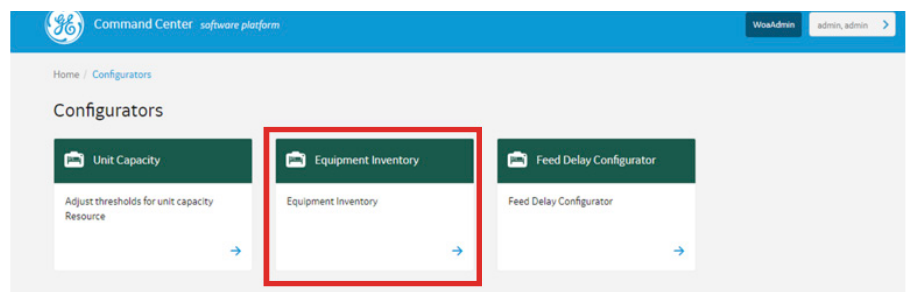 Command Center software platform
WoaAdmin
admin, admin
Home / Configurators
Configurators
Unit Capacity
Equipment Inventory
Feed Delay Configurator
Adjust thresholds for unit capacity
Resource
Equipment Inventory
Feed Delay Configurator